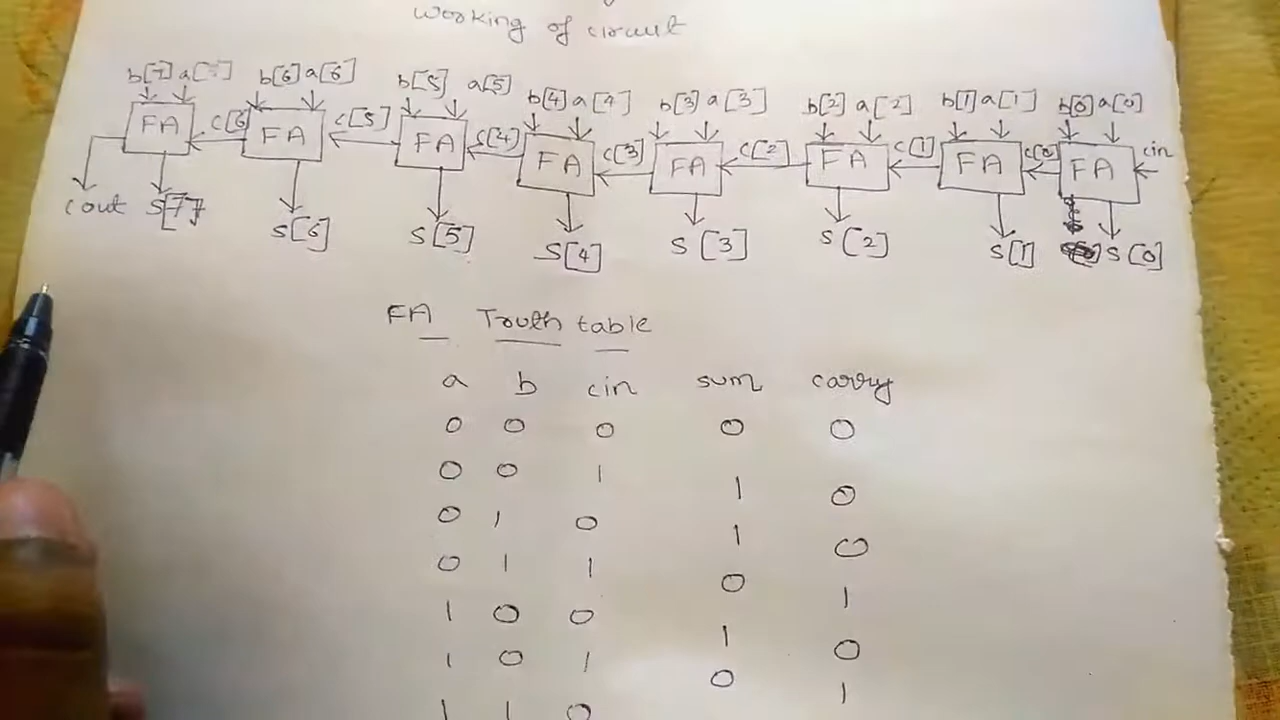 working of circuit
b[7] a[7] b[6] a[6] b[5] a[5] b[4] a[4] b[3] a[3] b[2] a[2] b[1] a[1] b[0] a[0]
FA c[6] FA c[5] FA c[4] FA c[3] FA c[2] FA c[1] FA c[0] FA cin
cout s[7] s[6] s[5] s[4] s[3] s[2] s[1] s[0]
FA Truth table
a b cin sum carry
0 0 0 0 0
0 0 1 1 0
0 1 0 1 0
0 1 1 0 1
1 0 0 1 0
1 0 1 0 1
1 1 0